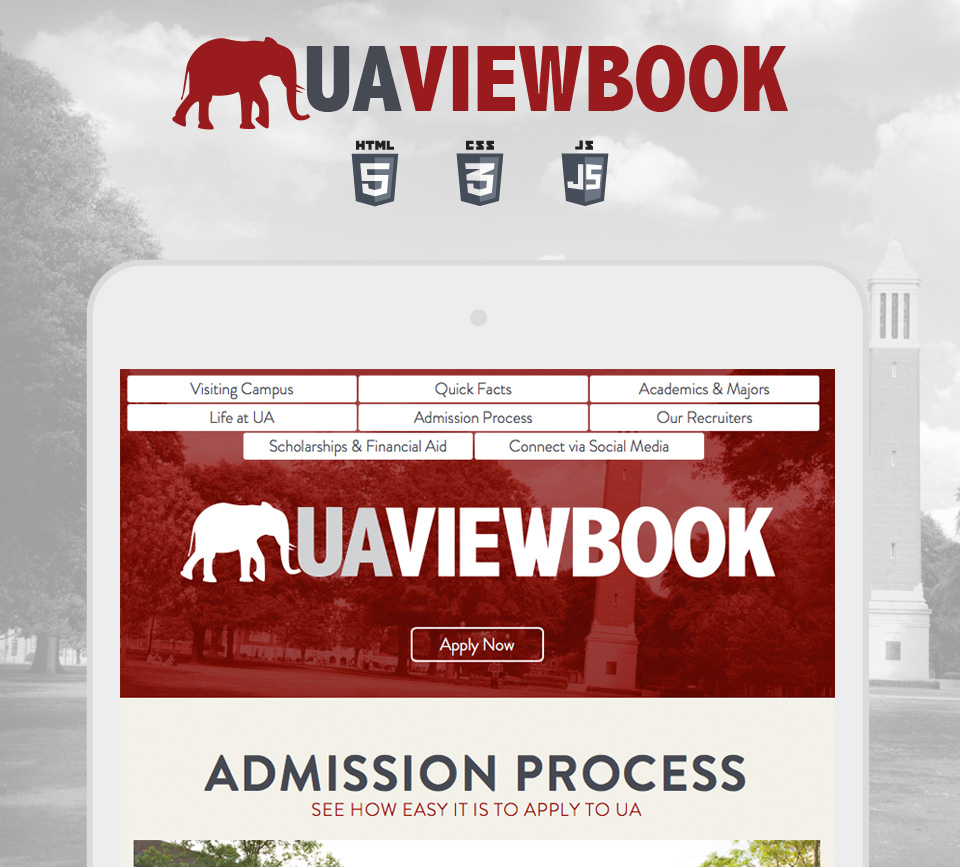 UAVIEWBOOK
HTML CSS JS
5 3 JS
Visiting Campus Quick Facts Academics & Majors
Life at UA Admission Process Our Recruiters
Scholarships & Financial Aid Connect via Social Media
UAVIEWBOOK
Apply Now
ADMISSION PROCESS
SEE HOW EASY IT IS TO APPLY TO UA